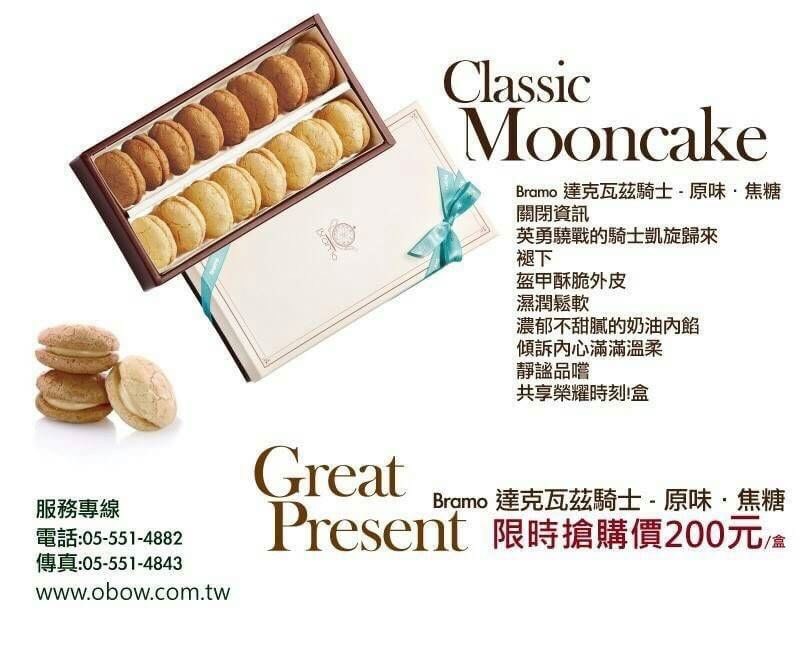 Classic
Mooncake
Bramo 達克瓦茲騎士 - 原味 · 焦糖
關閉資訊
英勇驍戰的騎士凱旋歸來
褪下
盔甲酥脆外皮
濕潤鬆軟
濃郁不甜膩的奶油內餡
傾訴內心滿滿溫柔
靜謐品嚐
共享榮耀時刻!盒
Great
Present
Bramo 達克瓦茲騎士 - 原味 · 焦糖
限時搶購價200元/盒
服務專線
電話:05-551-4882
傳真:05-551-4843
www.obow.com.tw